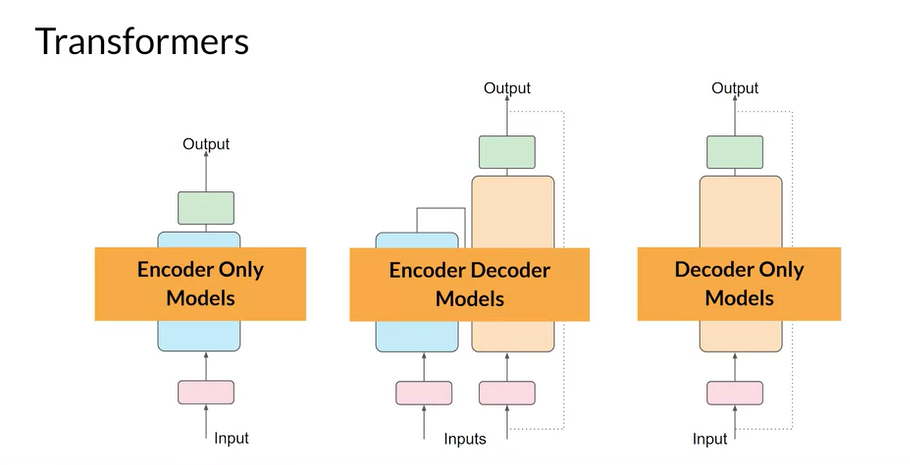 Transformers
Output
Output
Output
Encoder Only
Models
Encoder Decoder
Models
Decoder Only
Models
Input
Inputs
Input